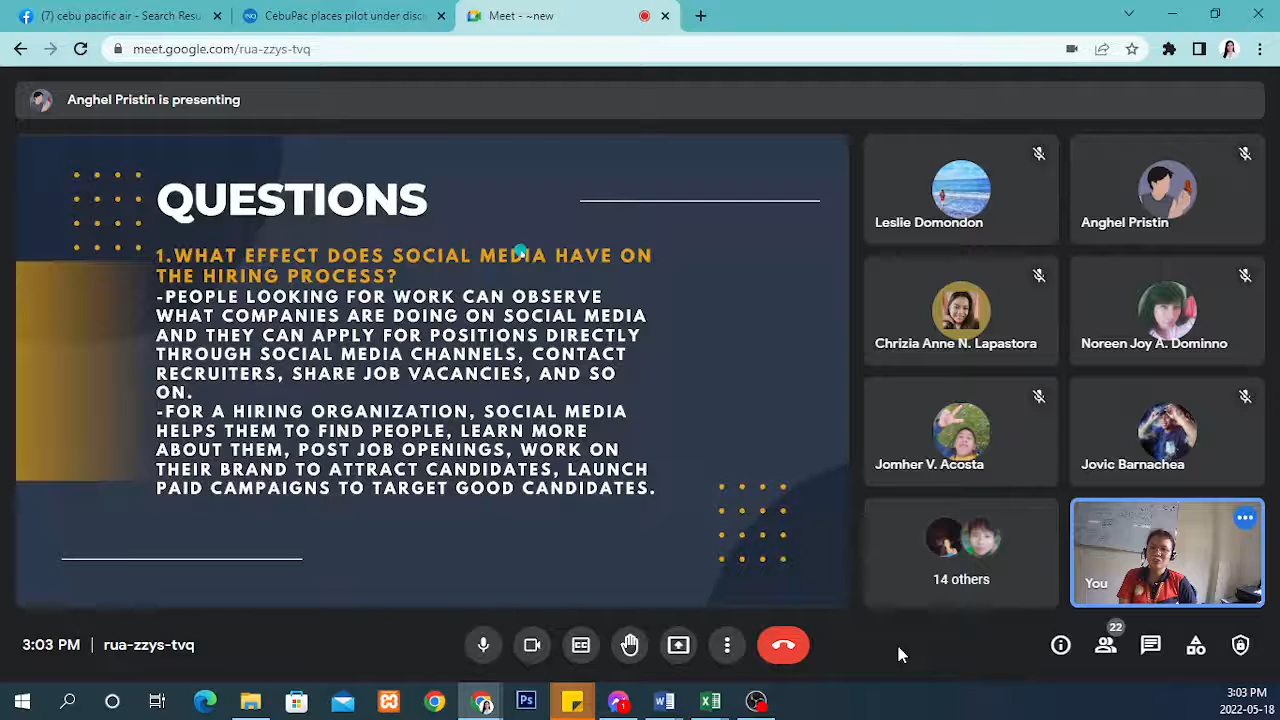 (7) cebu pacific air - Search Resu
CebuPac places pilot under disci
Meet - ~new
meet.google.com/rua-zzys-tvq
Anghel Pristin is presenting
QUESTIONS
1.WHAT EFFECT DOES SOCIAL MEDIA HAVE ON
THE HIRING PROCESS?
-PEOPLE LOOKING FOR WORK CAN OBSERVE
WHAT COMPANIES ARE DOING ON SOCIAL MEDIA
AND THEY CAN APPLY FOR POSITIONS DIRECTLY
THROUGH SOCIAL MEDIA CHANNELS, CONTACT
RECRUITERS, SHARE JOB VACANCIES, AND SO
ON.
-FOR A HIRING ORGANIZATION, SOCIAL MEDIA
HELPS THEM TO FIND PEOPLE, LEARN MORE
ABOUT THEM, POST JOB OPENINGS, WORK ON
THEIR BRAND TO ATTRACT CANDIDATES, LAUNCH
PAID CAMPAIGNS TO TARGET GOOD CANDIDATES.
Leslie Domondon
Anghel Pristin
Chrizia Anne N. Lapastora
Noreen Joy A. Dominno
Jomher V. Acosta
Jovic Barnachea
14 others
You
3:03 PM | rua-zzys-tvq
22
Ps
1
3:03 PM
2022-05-18